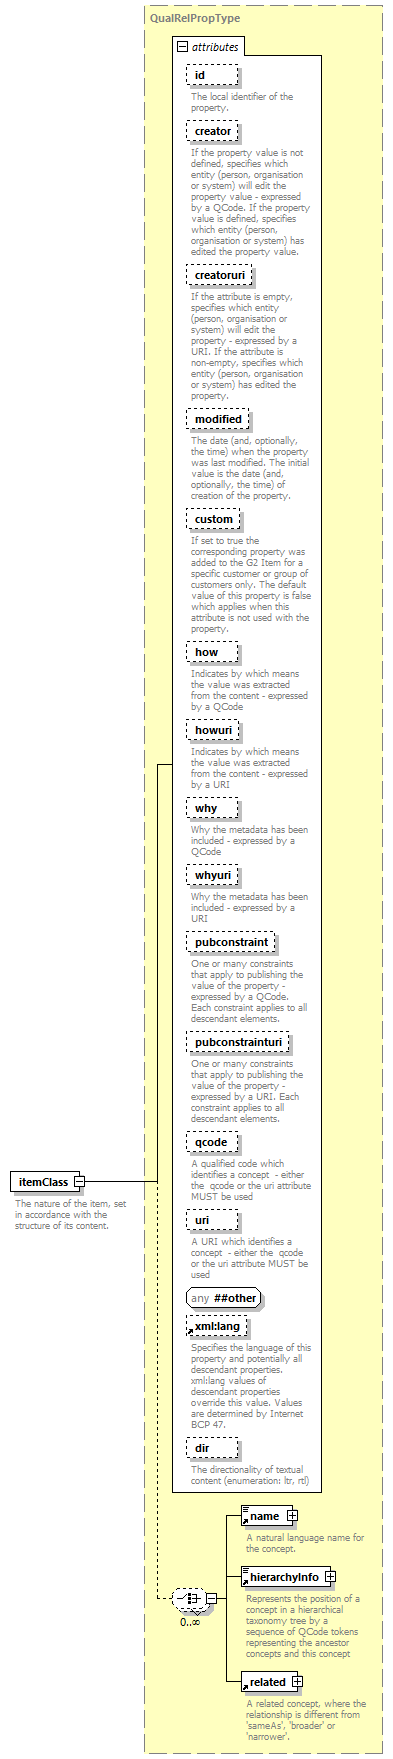 QualRelPropType
attributes
id
The local identifier of the
property.
creator
If the property value is not
defined, specifies which
entity (person, organisation
or system) will edit the
property value - expressed
by a QCode. If the property
value is defined, specifies
which entity (person,
organisation or system) has
edited the property value.
creatoruri
If the attribute is empty,
specifies which entity
(person, organisation or
system) will edit the
property - expressed by a
URI. If the attribute is
non-empty, specifies which
entity (person, organisation
or system) has edited the
property.
modified
The date (and, optionally,
the time) when the property
was last modified. The initial
value is the date (and,
optionally, the time) of
creation of the property.
custom
If set to true the
corresponding property was
added to the G2 Item for a
specific customer or group of
customers only. The default
value of this property is false
which applies when this
attribute is not used with the
property.
how
Indicates by which means
the value was extracted
from the content - expressed
by a QCode
howuri
Indicates by which means
the value was extracted
from the content - expressed
by a URI
why
Why the metadata has been
included - expressed by a
QCode
whyuri
Why the metadata has been
included - expressed by a
URI
pubconstraint
One or many constraints
that apply to publishing the
value of the property -
expressed by a QCode.
Each constraint applies to all
descendant elements.
pubconstrainturi
One or many constraints
that apply to publishing the
value of the property -
expressed by a URI. Each
constraint applies to all
descendant elements.
qcode
A qualified code which
identifies a concept - either
the  qcode or the uri attribute
MUST be used
itemClass
The nature of the item, set
in accordance with the
structure of its content.
uri
A URI which identifies a
concept  - either the  qcode
or the uri attribute MUST be
used
any ##other
xml:lang
Specifies the language of this
property and potentially all
descendant properties.
xml:lang values of
descendant properties
override this value. Values
are determined by Internet
BCP 47.
dir
The directionality of textual
content (enumeration: ltr, rtl)
name
A natural language name for
the concept.
hierarchyInfo
Represents the position of a
concept in a hierarchical
taxonomy tree by a
sequence of QCode tokens
representing the ancestor
concepts and this concept
0..∞
related
A related concept, where the
relationship is different from
'sameAs', 'broader' or
'narrower'.